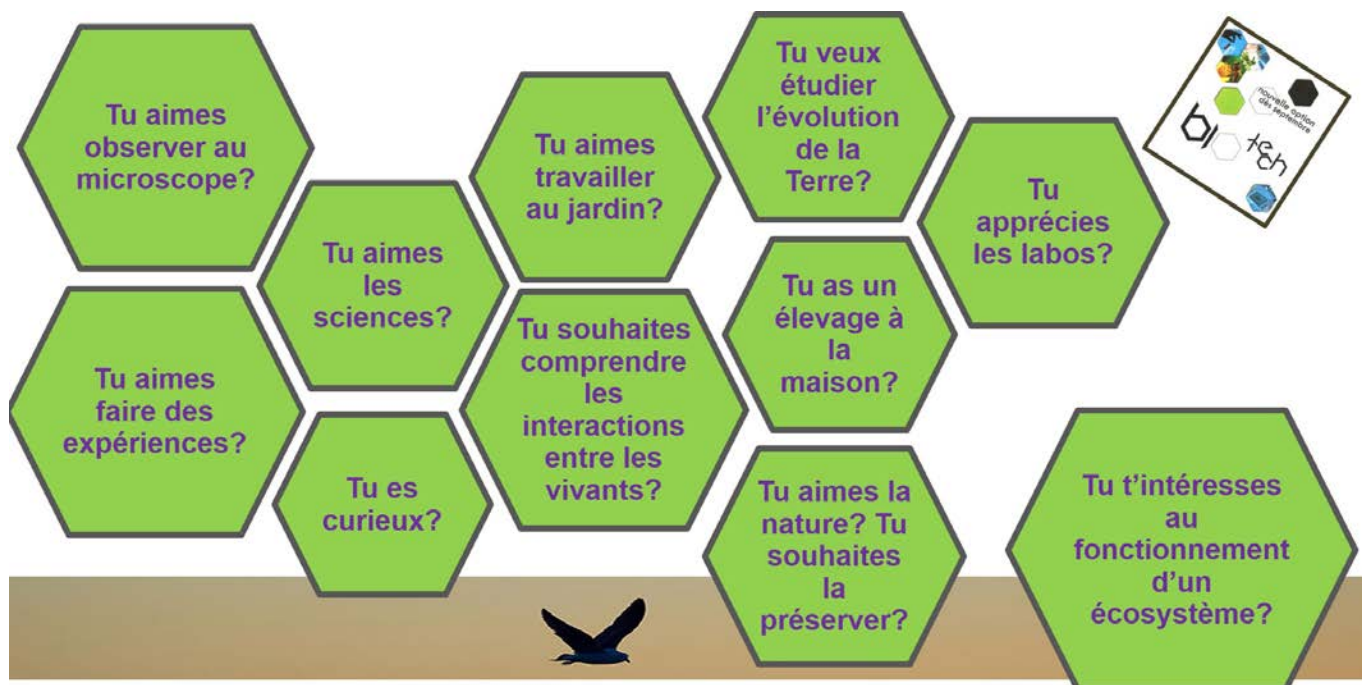 Tu aimes
observer au
microscope?
Tu aimes
les
sciences?
Tu aimes
faire des
expériences?
Tu es
curieux?
Tu aimes
travailler
au jardin?
Tu souhaites
comprendre
les
interactions
entre les
vivants?
Tu veux
étudier
l'évolution
de la
Terre?
Tu as un
élevage à
la
maison?
Tu aimes la
nature? Tu
souhaites
la
préserver?
Tu
apprécies
les labos?
Tu t'intéresses
au
fonctionnement
d'un
écosystème?
nouvelle option
dès septembre
bi tech